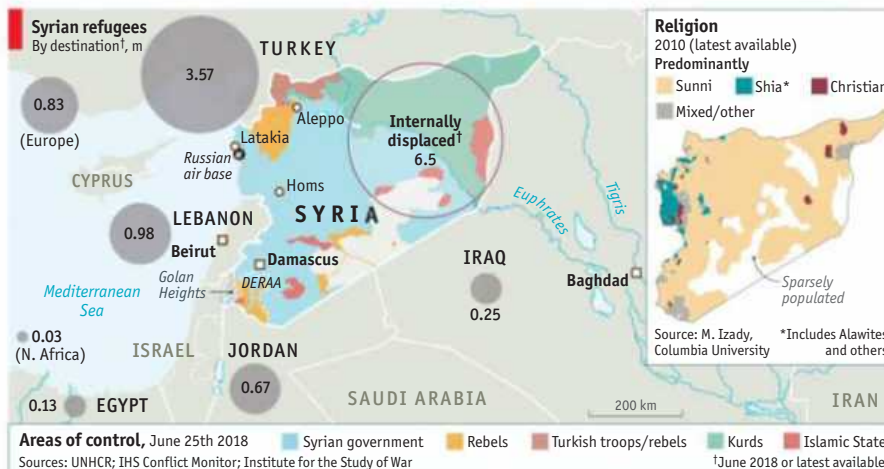 Syrian refugees
By destination†, m
TURKEY
3.57
0.83
(Europe)
Aleppo
Internally
displaced†
6.5
Latakia
Russian
air base
CYPRUS
Homs
SYRIA
Euphrates
Tigris
LEBANON
0.98
Beirut
Damascus
IRAQ
0.25
Baghdad
Golan
Heights
DERAA
Mediterranean
Sea
0.03
(N. Africa)
ISRAEL
JORDAN
0.67
0.13
EGYPT
SAUDI ARABIA
200 km
IRAN
Religion
2010 (latest available)
Predominantly
Sunni
Shia*
Christian
Mixed/other
Sparsely
populated
Source: M. Izady,
Columbia University
*Includes Alawites
and others
Areas of control, June 25th 2018
Syrian government
Rebels
Turkish troops/rebels
Kurds
Islamic State
Sources: UNHCR; IHS Conflict Monitor; Institute for the Study of War
†June 2018 or latest available